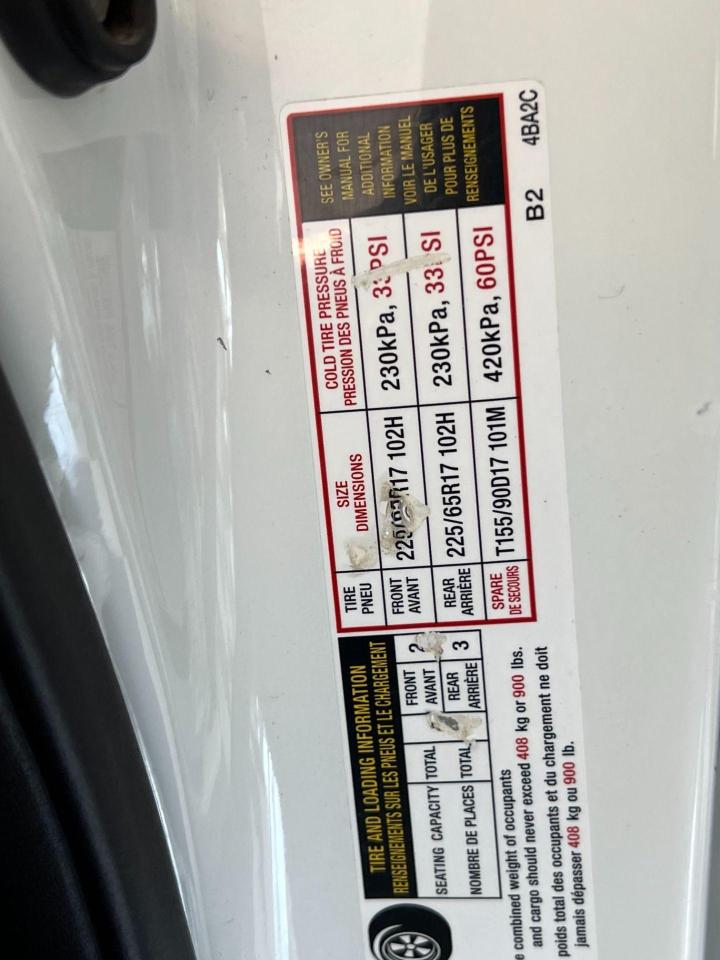 TIRE AND LOADING INFORMATION
RENSEIGNEMENTS SUR LES PNEUS ET LE CHARGEMENT
SEATING CAPACITY TOTAL FRONT 2
NOMBRE DE PLACES TOTAL AVANT
REAR 3
ARRIÈRE
combined weight of occupants
and cargo should never exceed 408 kg or 900 lbs.
poids total des occupants et du chargement ne doit
jamais dépasser 408 kg ou 900 lb.
TIRE SIZE COLD TIRE PRESSURE
PNEU DIMENSIONS PRESSION DES PNEUS À FROID
FRONT 225/65R17 102H 230kPa, 33PSI
AVANT
REAR 225/65R17 102H 230kPa, 33PSI
ARRIÈRE
SPARE T155/90D17 101M 420kPa, 60PSI
DE SECOURS
SEE OWNER'S
MANUAL FOR
ADDITIONAL
INFORMATION
VOIR LE MANUEL
DE L'USAGER
POUR PLUS DE
RENSEIGNEMENTS
B2 4BA2C